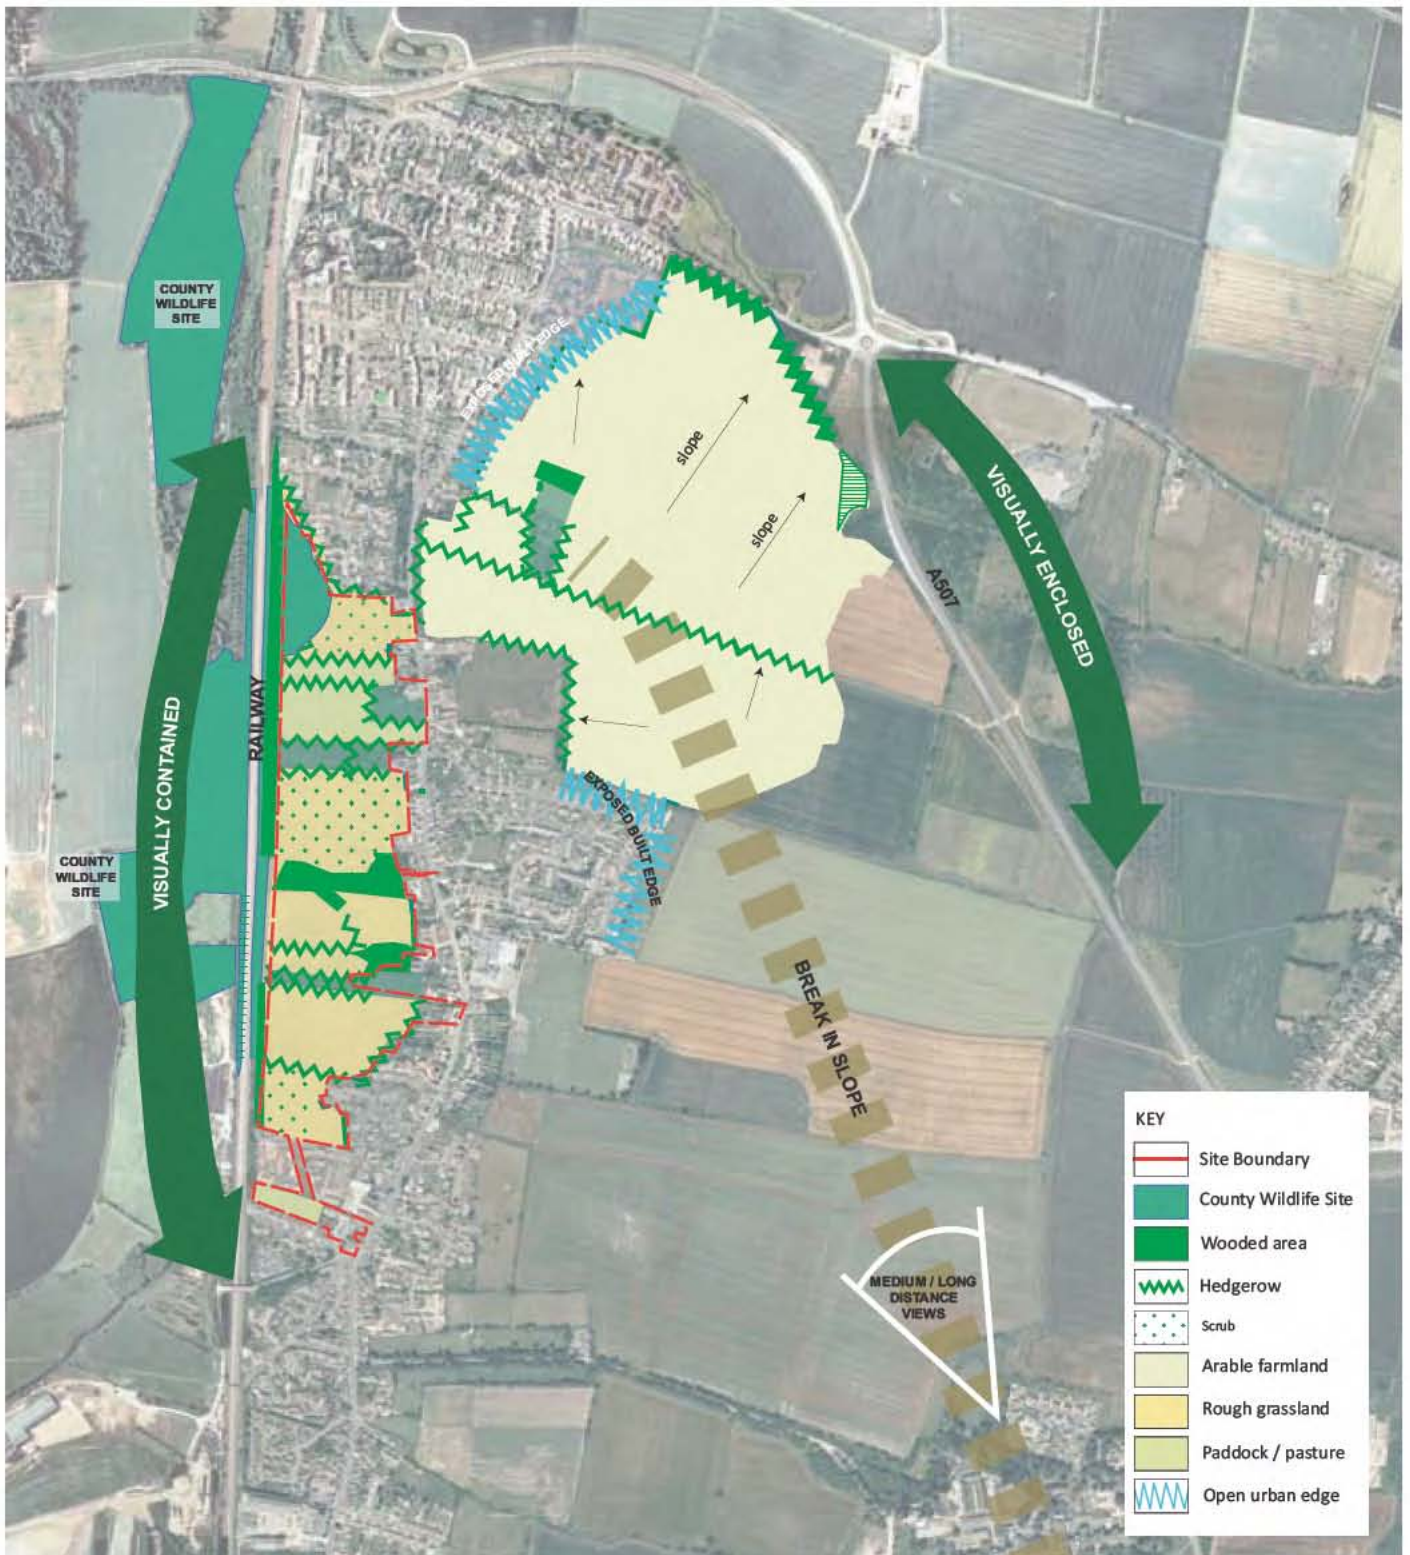 COUNTY
WILDLIFE
SITE
EXPOSED BUILT EDGE
slope
slope
VISUALLY ENCLOSED
A507
RAILWAY
VISUALLY CONTAINED
COUNTY
WILDLIFE
SITE
EXPOSED BUILT EDGE
BREAK IN SLOPE
MEDIUM / LONG
DISTANCE
VIEWS
KEY
Site Boundary
County Wildlife Site
Wooded area
Hedgerow
Scrub
Arable farmland
Rough grassland
Paddock / pasture
Open urban edge